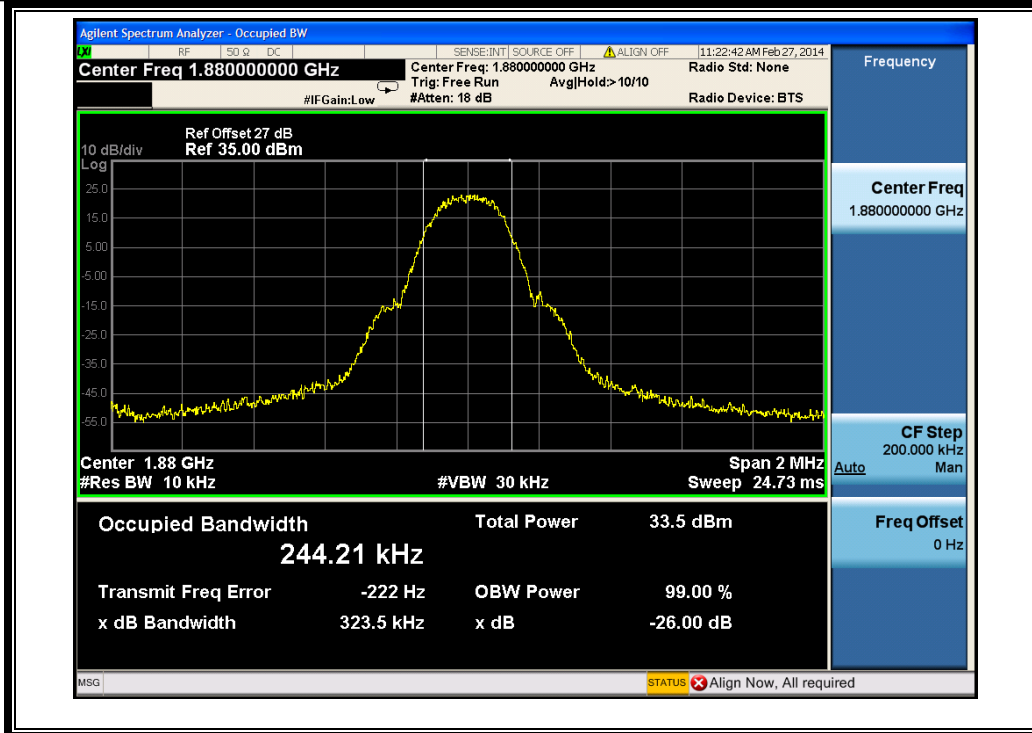 Agilent Spectrum Analyzer - Occupied BW
LXI RF 50 Ω DC SENSE:INT SOURCE OFF ALIGN OFF 11:22:42 AM Feb 27, 2014
Center Freq 1.880000000 GHz
Center Freq: 1.880000000 GHz
Radio Std: None
Trig: Free Run Avg|Hold:>10/10
#IFGain:Low
#Atten: 18 dB
Radio Device: BTS
Ref Offset 27 dB
10 dB/div Ref 35.00 dBm
Log
25.0
15.0
5.00
-5.00
-15.0
-25.0
-35.0
-45.0
-55.0
Center 1.88 GHz Span 2 MHz
#Res BW 10 kHz #VBW 30 kHz Sweep 24.73 ms
Occupied Bandwidth Total Power 33.5 dBm
244.21 kHz
Transmit Freq Error -222 Hz OBW Power 99.00 %
x dB Bandwidth 323.5 kHz x dB -26.00 dB
Frequency
Center Freq
1.880000000 GHz
CF Step
200.000 kHz
Auto Man
Freq Offset
0 Hz
MSG STATUS Align Now, All required